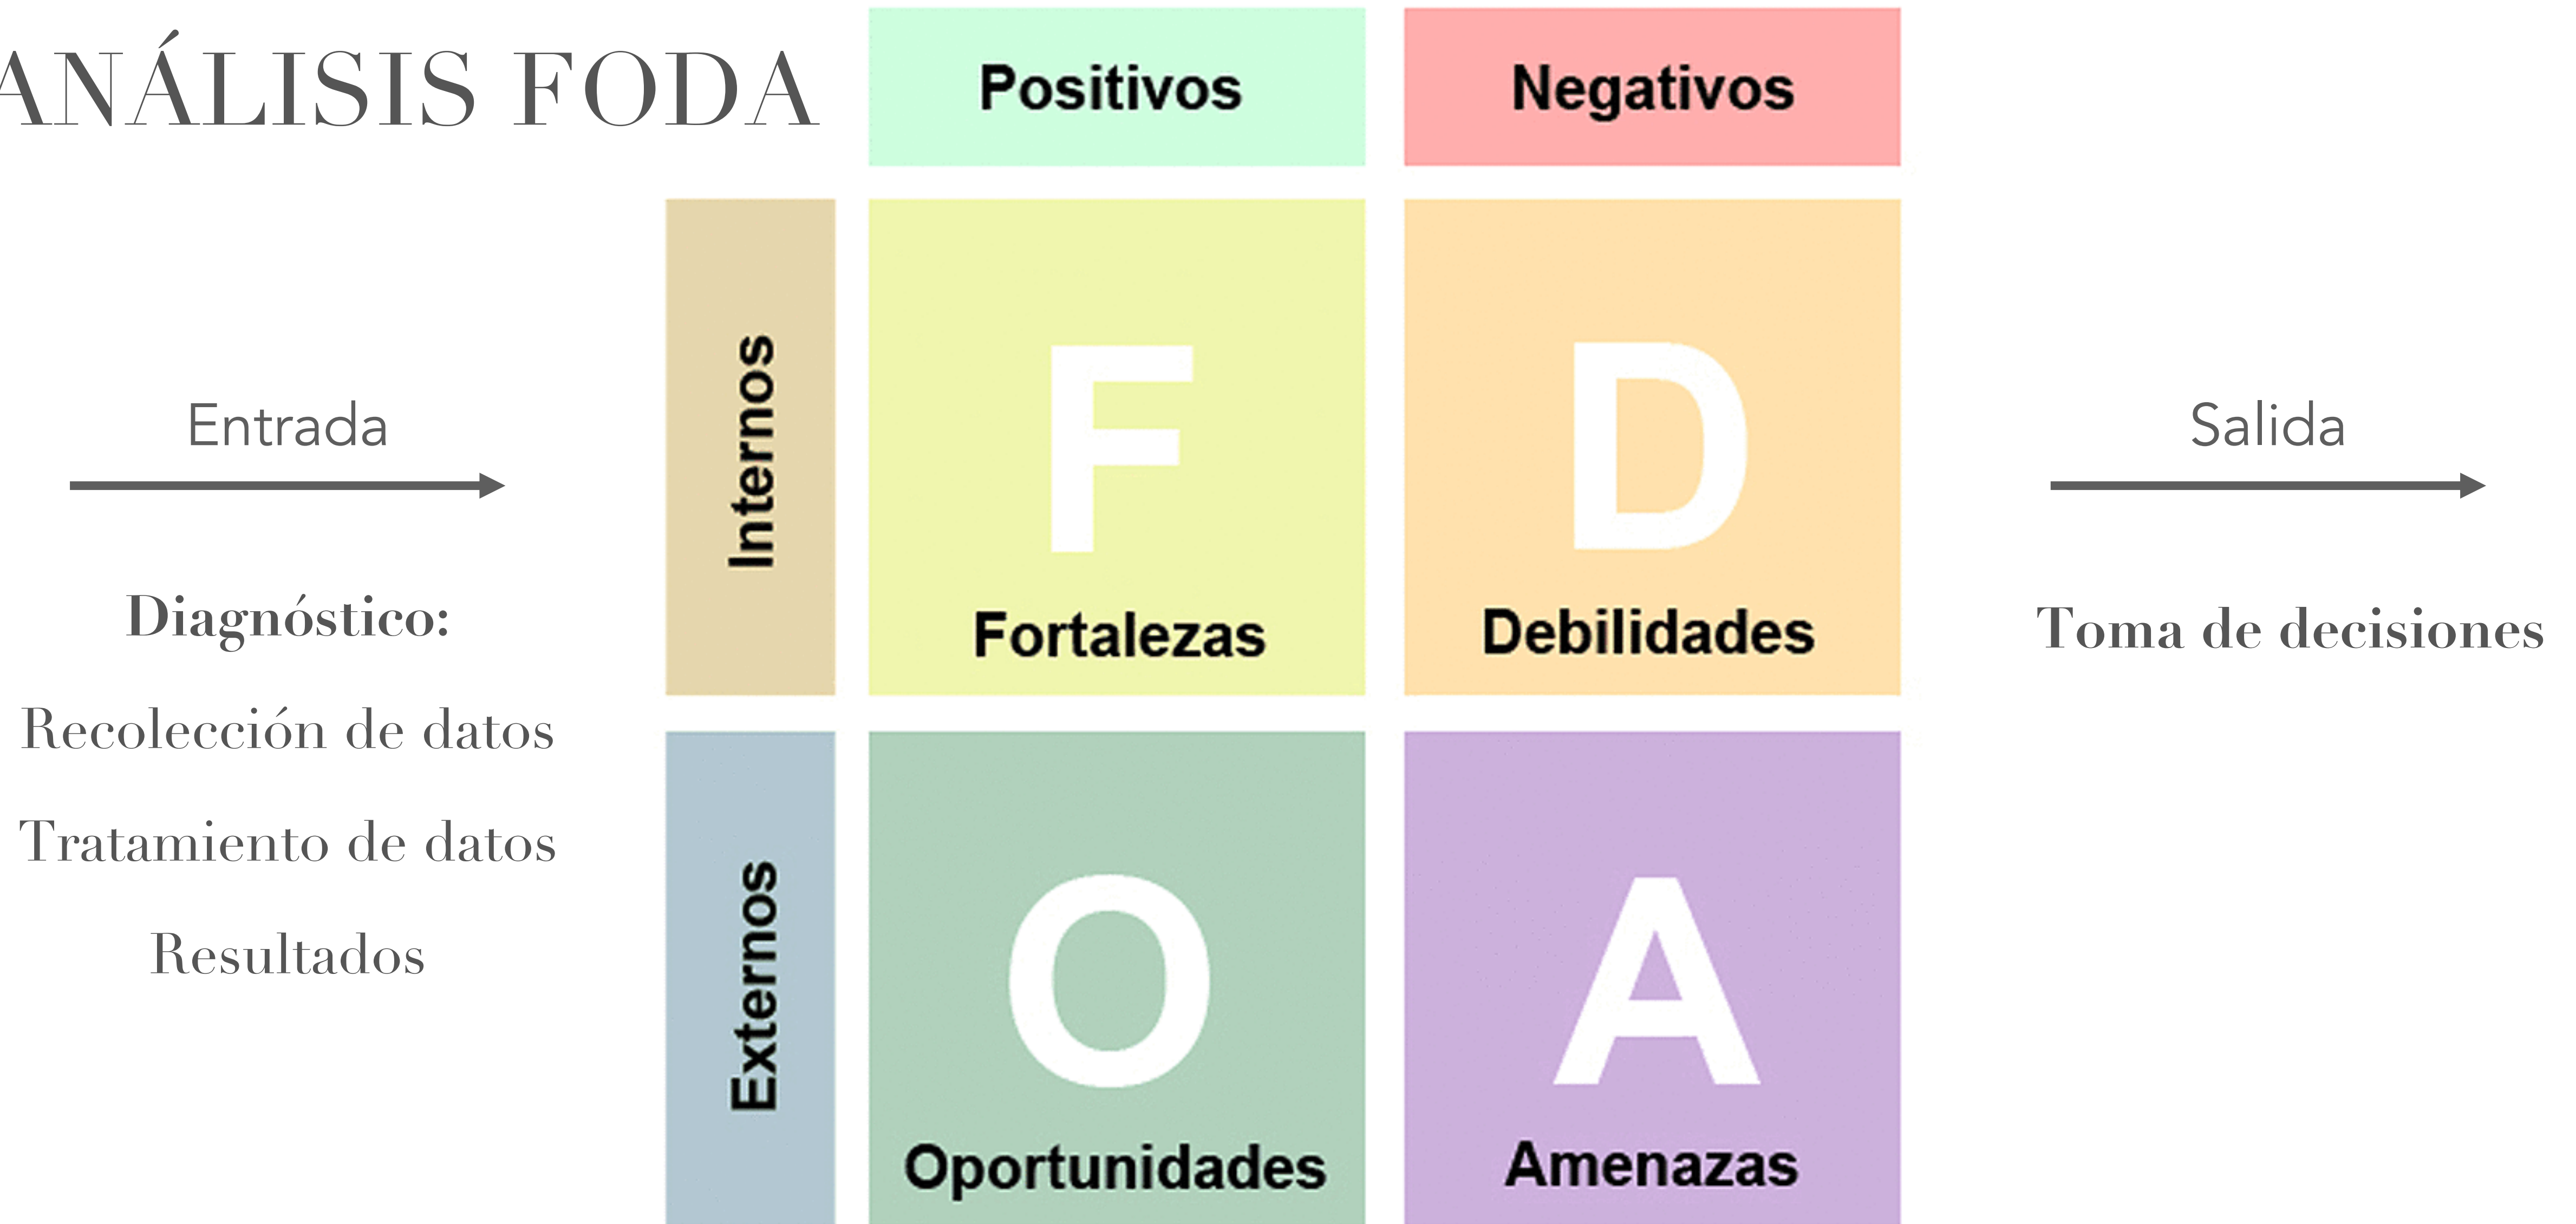 ANÁLISIS FODA
Positivos
Negativos
Entrada
Diagnóstico:
Recolección de datos
Tratamiento de datos
Resultados
Internos
F
Fortalezas
D
Debilidades
Externos
O
Oportunidades
A
Amenazas
Salida
Toma de decisiones